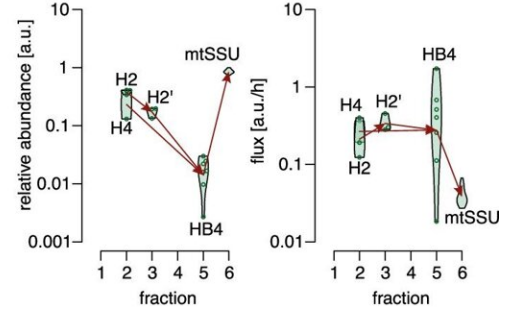 relative abundance [a.u.]
10
1
0.1
0.01
0.001
H2
H2'
H4
HB4
mtSSU
1 2 3 4 5 6
fraction
flux [a.u./h]
10
1
0.1
0.01
H4
H2'
H2
HB4
mtSSU
1 2 3 4 5 6
fraction